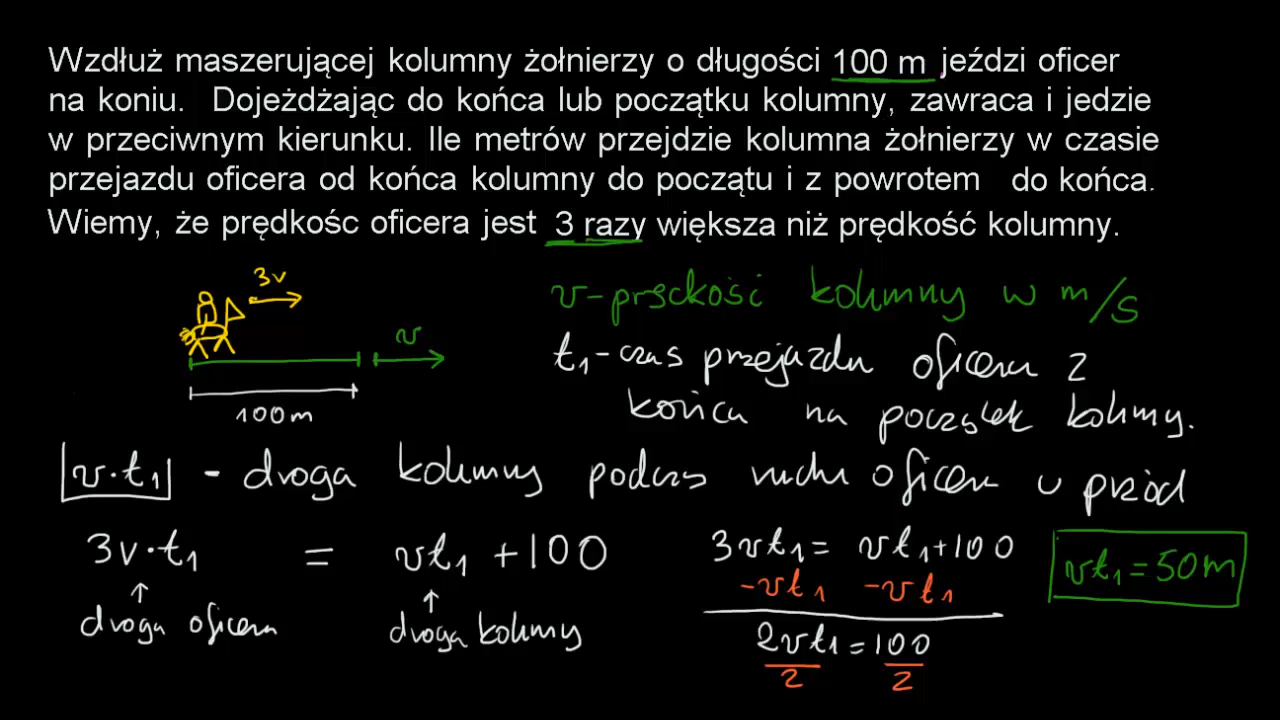 Wzdłuż maszerującej kolumny żołnierzy o długości 100 m jeździ oficer
na koniu. Dojeżdżając do końca lub początku kolumny, zawraca i jedzie
w przeciwnym kierunku. Ile metrów przejdzie kolumna żołnierzy w czasie
przejazdu oficera od końca kolumny do początu i z powrotem do końca.
Wiemy, że prędkośc oficera jest 3 razy większa niż prędkość kolumny.
3v
v
100m
v - prędkość kolumny w m/s
t₁ - czas przejazdu oficera z
końca na początek kolumny.
v·t₁ - droga kolumny podczas ruchu oficera w przód
3v·t₁ = vt₁ + 100
↑ ↑
droga oficera droga kolumny
3vt₁ = vt₁ + 100
-vt₁ -vt₁
2vt₁ = 100
2 2
vt₁ = 50m